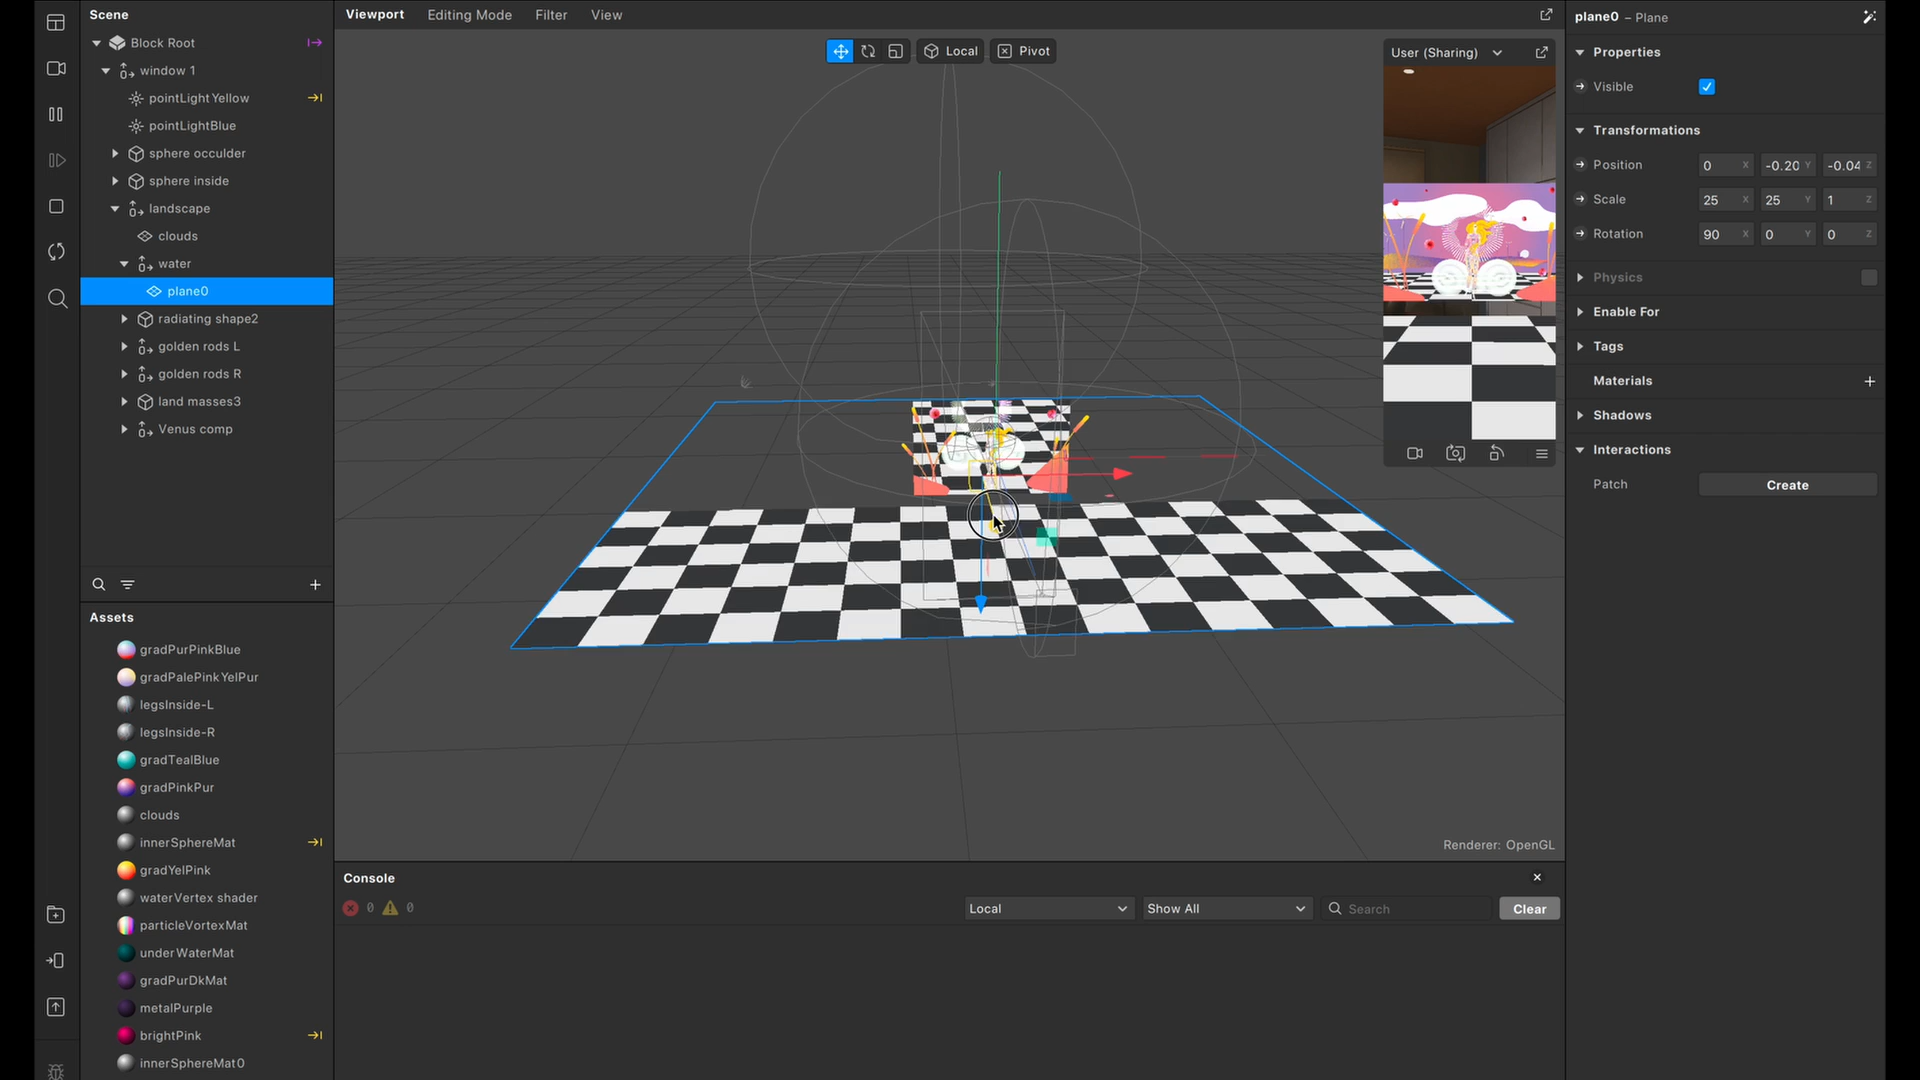 Scene
Block Root
window 1
pointLightYellow
pointLightBlue
sphere occulder
sphere inside
landscape
clouds
water
plane0
radiating shape2
golden rods L
golden rods R
land masses3
Venus comp
Assets
gradPurPinkBlue
gradPalePinkYelPur
legsInside-L
legsInside-R
gradTealBlue
gradPinkPur
clouds
innerSphereMat
gradYelPink
waterVertex shader
particleVortexMat
underWaterMat
gradPurDkMat
metalPurple
brightPink
innerSphereMat0
Viewport Editing Mode Filter View
Local Pivot
User (Sharing)
Renderer: OpenGL
Console
0 0
Local Show All Search Clear
plane0 – Plane
Properties
Visible
Transformations
Position 0 X -0.20 Y -0.04 Z
Scale 25 X 25 Y 1 Z
Rotation 90 X 0 Y 0 Z
Physics
Enable For
Tags
Materials
Shadows
Interactions
Patch Create